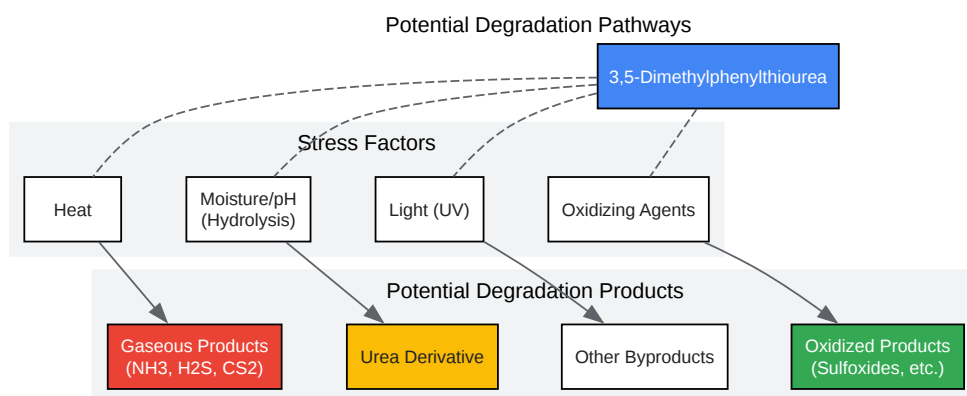 Potential Degradation Pathways
3,5-Dimethylphenylthiourea
Stress Factors
Heat
Moisture/pH
(Hydrolysis)
Light (UV)
Oxidizing Agents
Potential Degradation Products
Gaseous Products
(NH3, H2S, CS2)
Urea Derivative
Other Byproducts
Oxidized Products
(Sulfoxides, etc.)